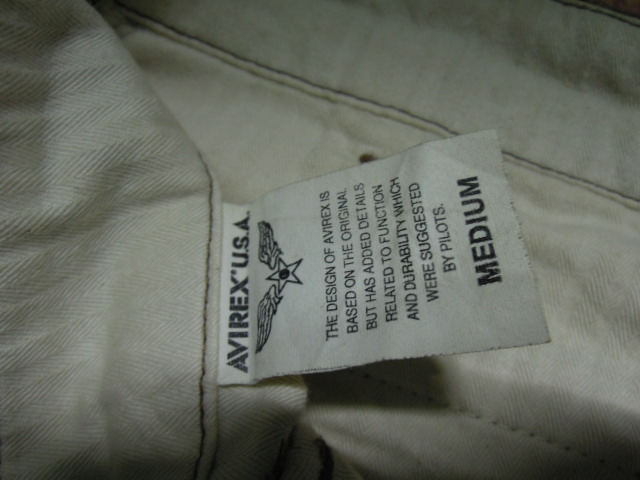 AVIREX U.S.A.
THE DESIGN OF AVIREX IS
BASED ON THE ORIGINAL
BUT HAS ADDED DETAILS
RELATED TO FUNCTION
AND DURABILITY WHICH
WERE SUGGESTED
BY PILOTS.
MEDIUM